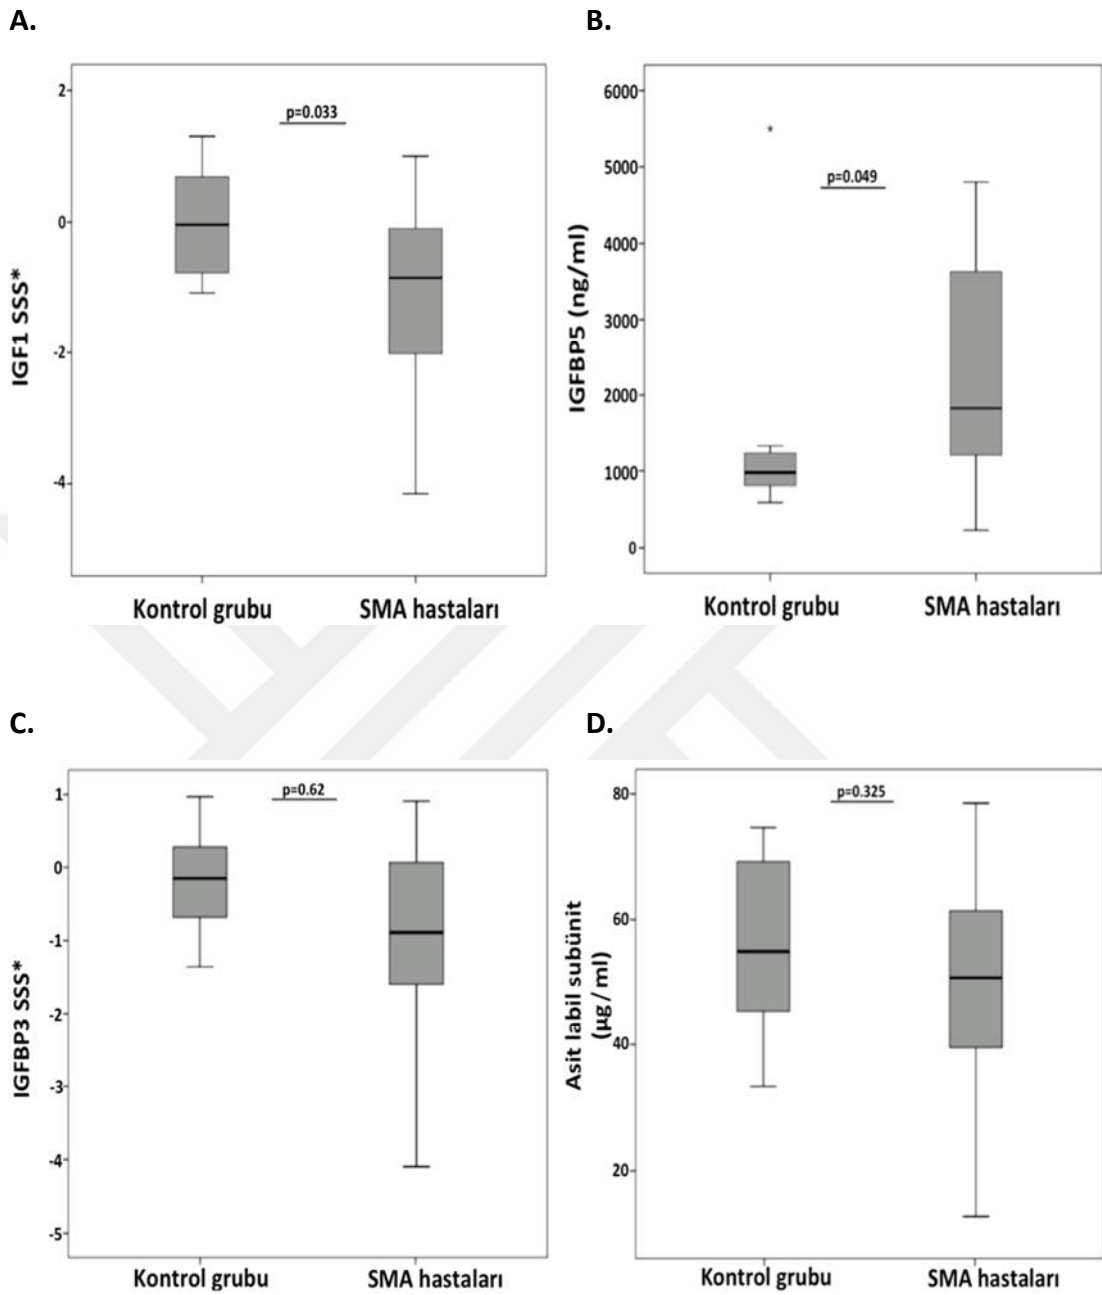 A.
B.
2
0
-2
-4
IGF1 SSS*
p=0.033
Kontrol grubu
SMA hastaları
6000
5000
4000
3000
2000
1000
0
IGFBP5 (ng/ml)
*
p=0.049
Kontrol grubu
SMA hastaları
C.
D.
1
0
-1
-2
-3
-4
-5
IGFBP3 SSS*
p=0.62
Kontrol grubu
SMA hastaları
80
60
40
20
Asit labil subünit
(µg/ml)
p=0.325
Kontrol grubu
SMA hastaları